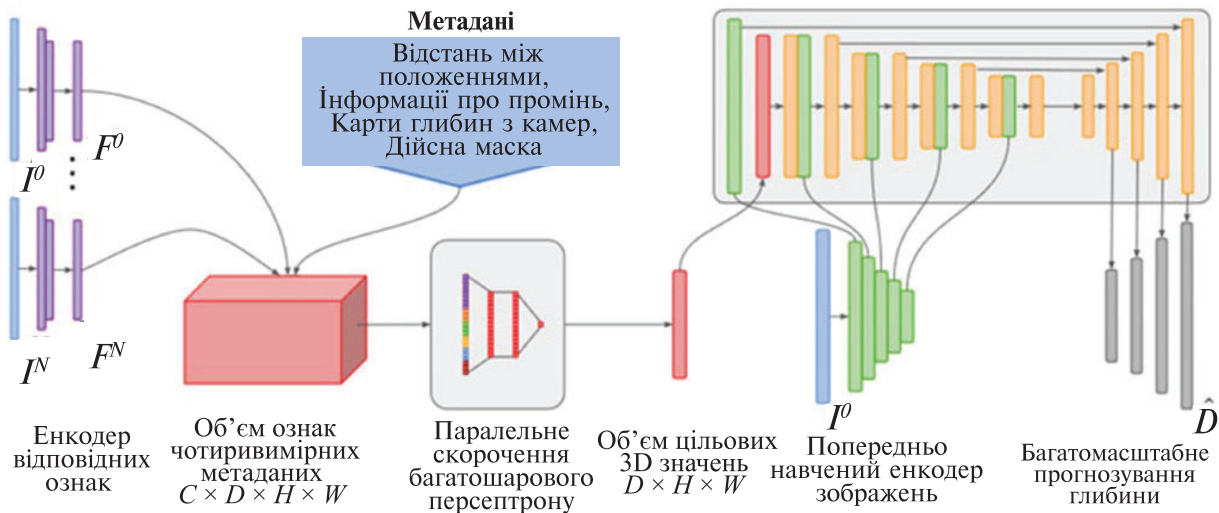 Метадані
Відстань між
положеннями,
Інформації про промінь,
Карти глибин з камер,
Дійсна маска
I⁰
F⁰
Iᴺ
Fᴺ
I⁰
D̂
Енкодер
відповідних
ознак
Об’єм ознак
чотиривимірних
метаданих
C × D × H × W
Паралельне
скорочення
багатошарового
персептрону
Об’єм цільових
3D значень
D × H × W
Попередньо
навчений енкодер
зображень
Багатомасштабне
прогнозування
глибини